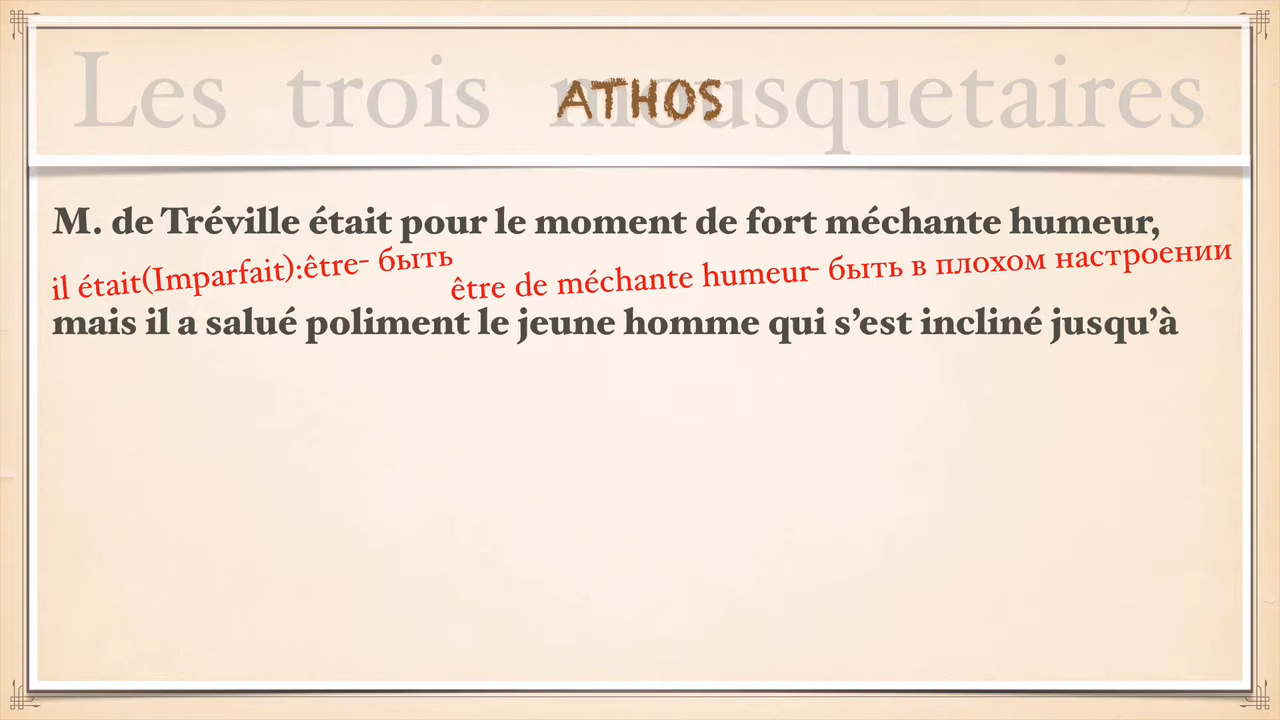 Les trois mousquetaires
ATHOS
M. de Tréville était pour le moment de fort méchante humeur,
il était(Imparfait):être- быть
être de méchante humeur- быть в плохом настроении
mais il a salué poliment le jeune homme qui s’est incliné jusqu’à